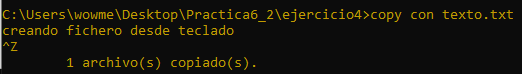 C:\Users\wowme\Desktop\Practica6_2\ejercicio4>copy con texto.txt
creando fichero desde teclado
^Z
        1 archivo(s) copiado(s).